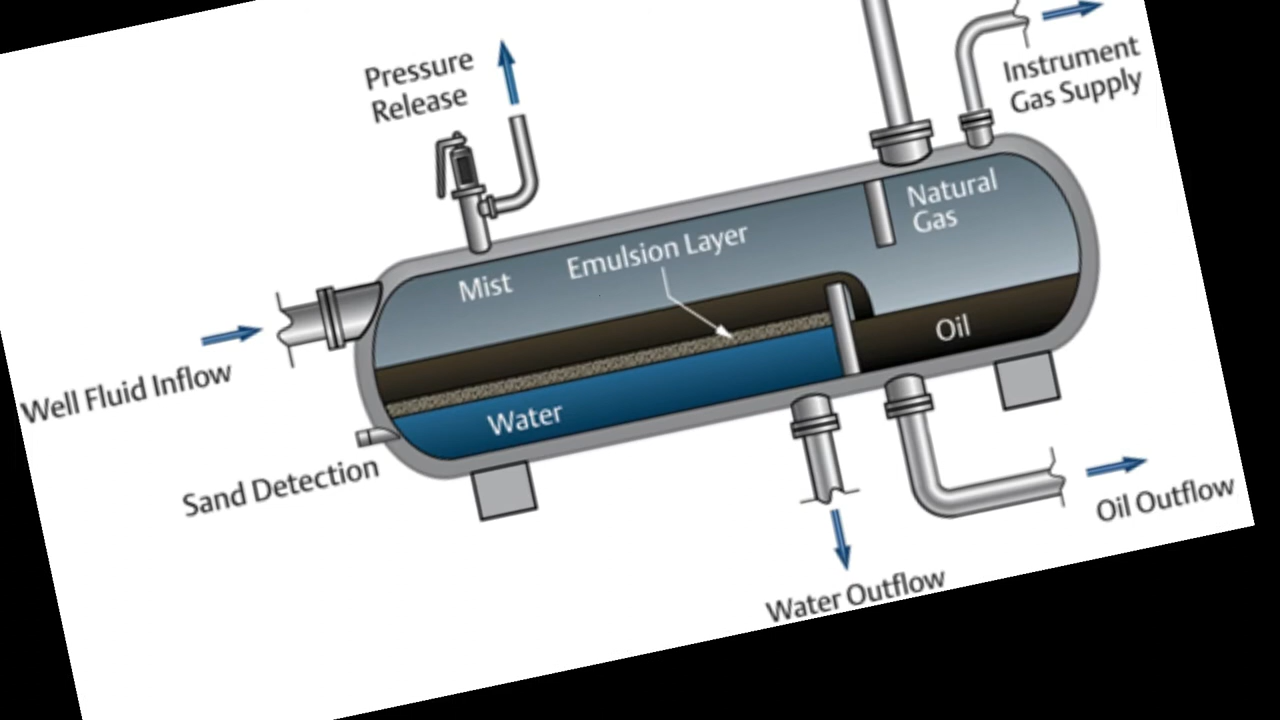 Pressure
Release
Instrument
Gas Supply
Natural
Gas
Emulsion Layer
Mist
Well Fluid Inflow
Oil
Water
Sand Detection
Oil Outflow
Water Outflow